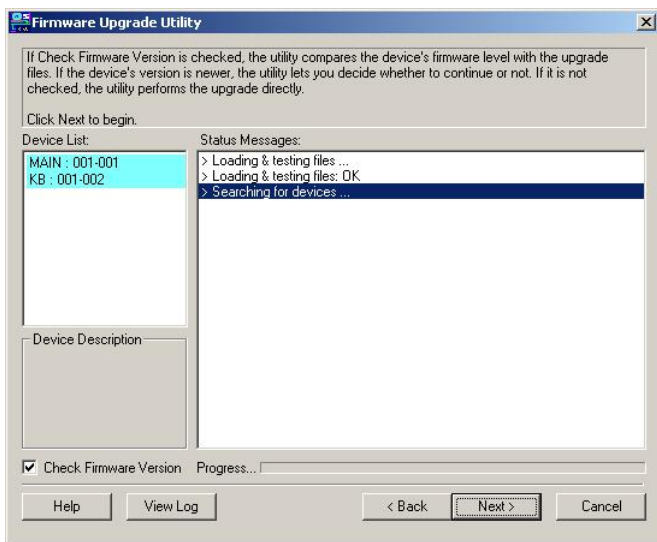 Firmware Upgrade Utility
If Check Firmware Version is checked, the utility compares the device's firmware level with the upgrade
files. If the device's version is newer, the utility lets you decide whether to continue or not. If it is not
checked, the utility performs the upgrade directly.
Click Next to begin.
Device List:
Status Messages:
MAIN : 001-001
KB : 001-002
> Loading & testing files ...
> Loading & testing files: OK
> Searching for devices ...
Device Description
Check Firmware Version
Progress...
Help
View Log
< Back
Next >
Cancel